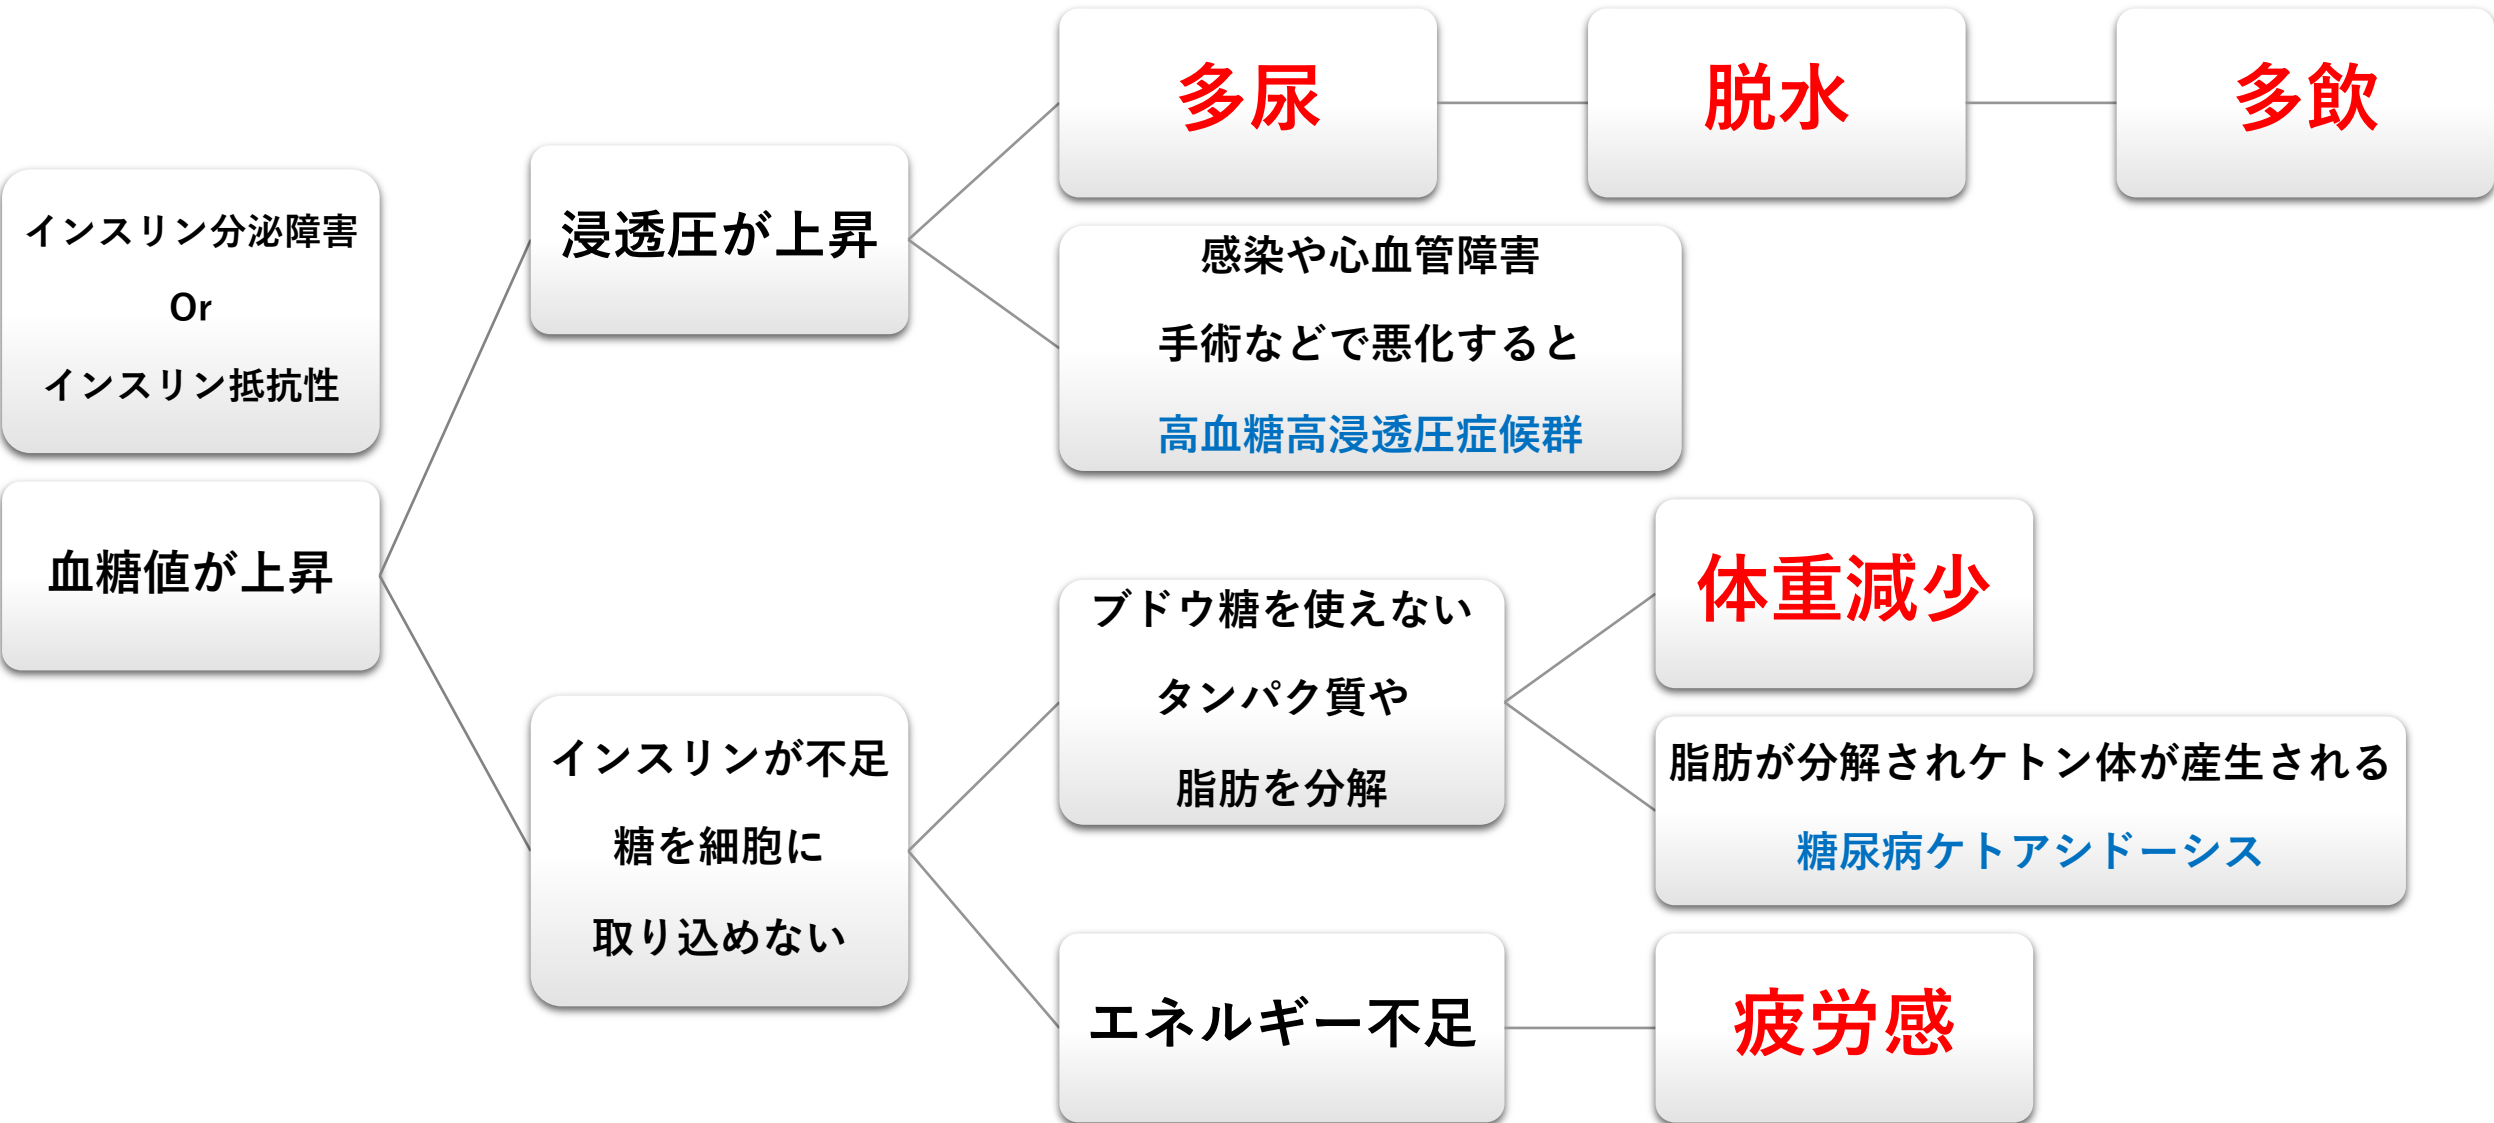 インスリン分泌障害
Or
インスリン抵抗性
血糖値が上昇
浸透圧が上昇
多尿
脱水
多飲
感染や心血管障害
手術などで悪化すると
高血糖高浸透圧症候群
インスリンが不足
糖を細胞に
取り込めない
ブドウ糖を使えない
タンパク質や
脂肪を分解
体重減少
脂肪が分解されケトン体が産生される
糖尿病ケトアシドーシス
エネルギー不足
疲労感